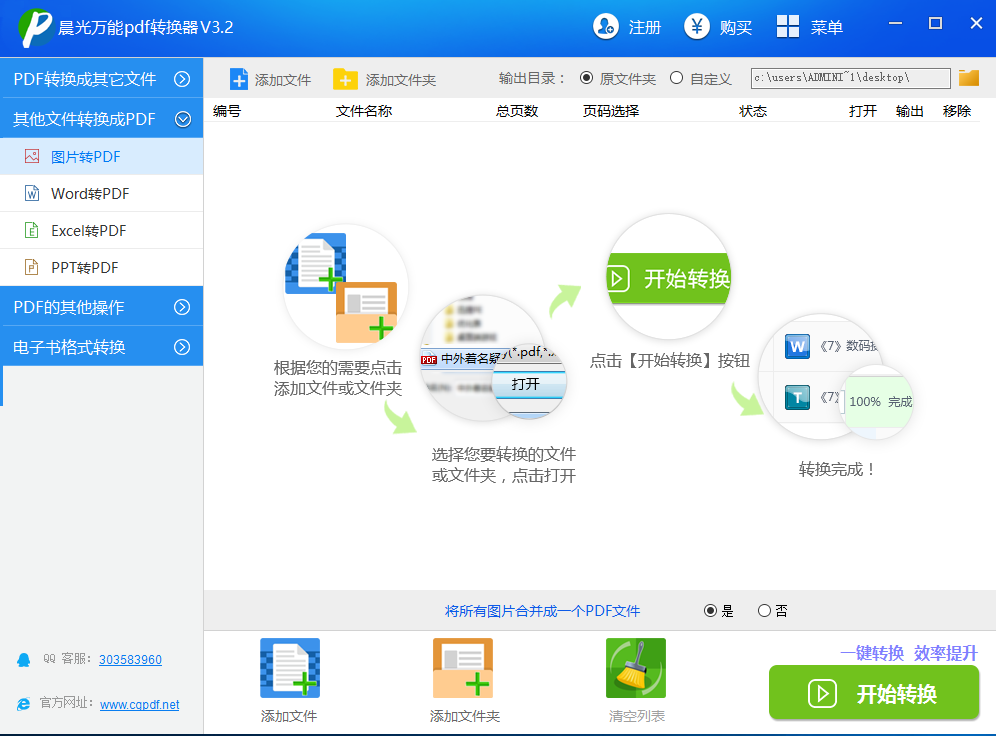 晨光万能pdf转换器V3.2
注册
购买
菜单
PDF转换成其它文件
添加文件
添加文件夹
输出目录：
原文件夹
自定义
c:\users\ADMINI~1\desktop\
其他文件转换成PDF
编号
文件名称
总页数
页码选择
状态
打开
输出
移除
图片转PDF
Word转PDF
Excel转PDF
PPT转PDF
PDF的其他操作
电子书格式转换
开始转换
根据您的需要点击
添加文件或文件夹
PDF 中外着名疑
(*.pdf,*.
打开
选择您要转换的文件
或文件夹，点击打开
点击【开始转换】按钮
W 《7》数码
T 《7》
100% 完成
转换完成！
将所有图片合并成一个PDF文件
是
否
QQ 客服：303583960
官方网址：www.cqpdf.net
添加文件
添加文件夹
清空列表
一键转换 效率提升
开始转换